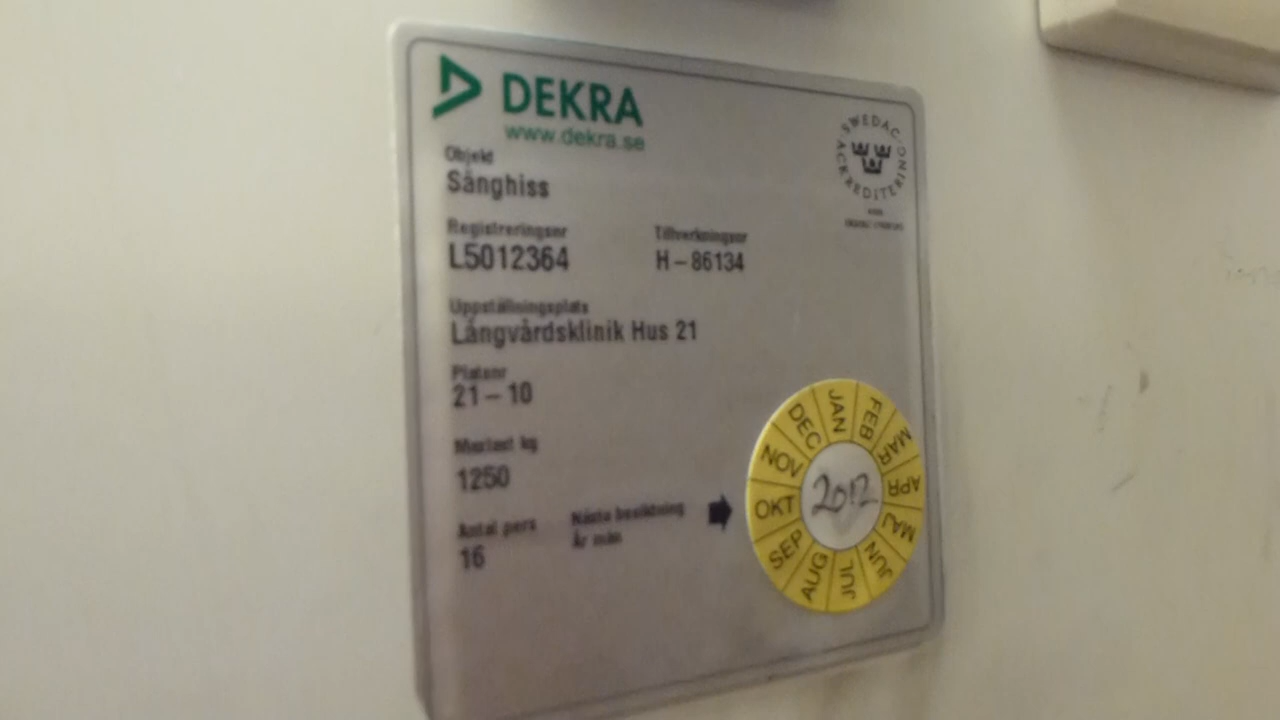 DEKRA
www.dekra.se
SWEDAC
ACKREDITERING
Objekt
Sänghiss
Registreringsnr
L5012364
Tillverkningsnr
H – 86134
Uppställningsplats
Långvårdsklinik Hus 21
Platsnr
21 – 10
Maxlast kg
1250
Antal pers
16
Nästa besiktning
År mån
JAN
FEB
MAR
APR
MAJ
JUN
JUL
AUG
SEP
OKT
NOV
DEC
2012